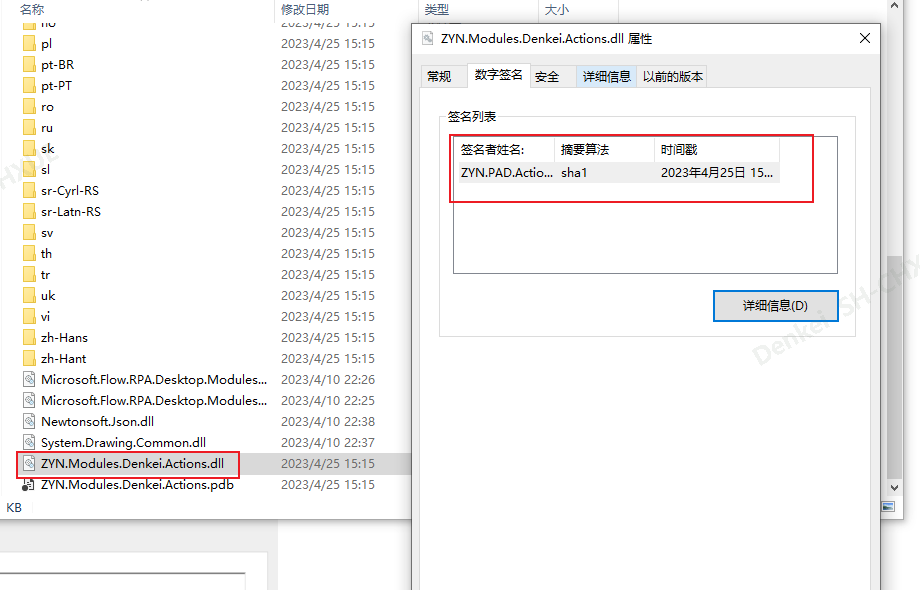 名称 修改日期 类型 大小
no 2023/4/25 15:15
pl 2023/4/25 15:15
pt-BR 2023/4/25 15:15
pt-PT 2023/4/25 15:15
ro 2023/4/25 15:15
ru 2023/4/25 15:15
sk 2023/4/25 15:15
sl 2023/4/25 15:15
sr-Cyrl-RS 2023/4/25 15:15
sr-Latn-RS 2023/4/25 15:15
sv 2023/4/25 15:15
th 2023/4/25 15:15
tr 2023/4/25 15:15
uk 2023/4/25 15:15
vi 2023/4/25 15:15
zh-Hans 2023/4/25 15:15
zh-Hant 2023/4/25 15:15
Microsoft.Flow.RPA.Desktop.Modules... 2023/4/10 22:26
Microsoft.Flow.RPA.Desktop.Modules... 2023/4/10 22:25
Newtonsoft.Json.dll 2023/4/10 22:38
System.Drawing.Common.dll 2023/4/10 22:37
ZYN.Modules.Denkei.Actions.dll 2023/4/25 15:15
ZYN.Modules.Denkei.Actions.pdb 2023/4/25 15:15
KB
ZYN.Modules.Denkei.Actions.dll 属性
常规 数字签名 安全 详细信息 以前的版本
签名列表
签名者姓名: 摘要算法 时间戳
ZYN.PAD.Actio... sha1 2023年4月25日 15...
详细信息(D)
Denkei-SH-CHX